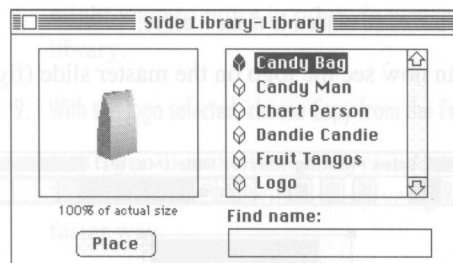 Slide Library-Library
Candy Bag
Candy Man
Chart Person
Dandie Candie
Fruit Tangos
Logo
100% of actual size
Place
Find name: